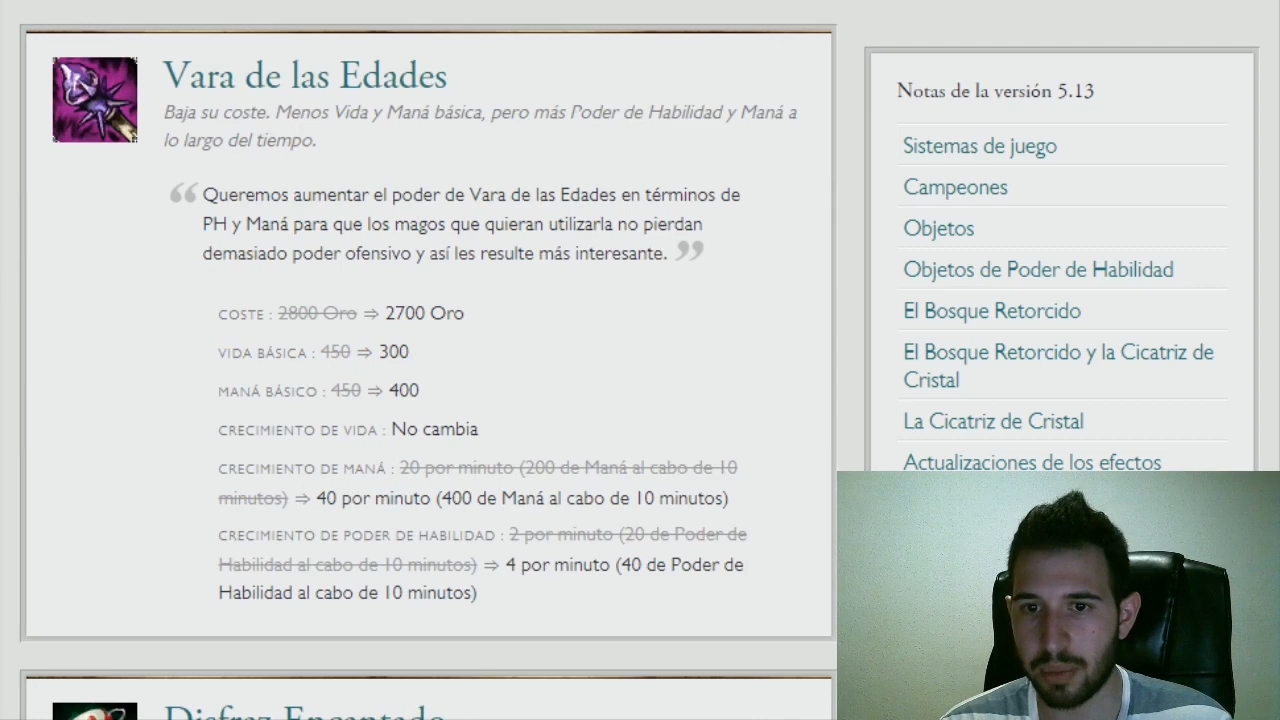 Vara de las Edades
Baja su coste. Menos Vida y Maná básica, pero más Poder de Habilidad y Maná a
lo largo del tiempo.
“ Queremos aumentar el poder de Vara de las Edades en términos de
PH y Maná para que los magos que quieran utilizarla no pierdan
demasiado poder ofensivo y así les resulte más interesante. ”
COSTE : 2800 Oro ⇒ 2700 Oro
VIDA BÁSICA : 450 ⇒ 300
MANÁ BÁSICO : 450 ⇒ 400
CRECIMIENTO DE VIDA : No cambia
CRECIMIENTO DE MANÁ : 20 por minuto (200 de Maná al cabo de 10
minutos) ⇒ 40 por minuto (400 de Maná al cabo de 10 minutos)
CRECIMIENTO DE PODER DE HABILIDAD : 2 por minuto (20 de Poder de
Habilidad al cabo de 10 minutos) ⇒ 4 por minuto (40 de Poder de
Habilidad al cabo de 10 minutos)
Disfraz Encantado
Notas de la versión 5.13
Sistemas de juego
Campeones
Objetos
Objetos de Poder de Habilidad
El Bosque Retorcido
El Bosque Retorcido y la Cicatriz de
Cristal
La Cicatriz de Cristal
Actualizaciones de los efectos